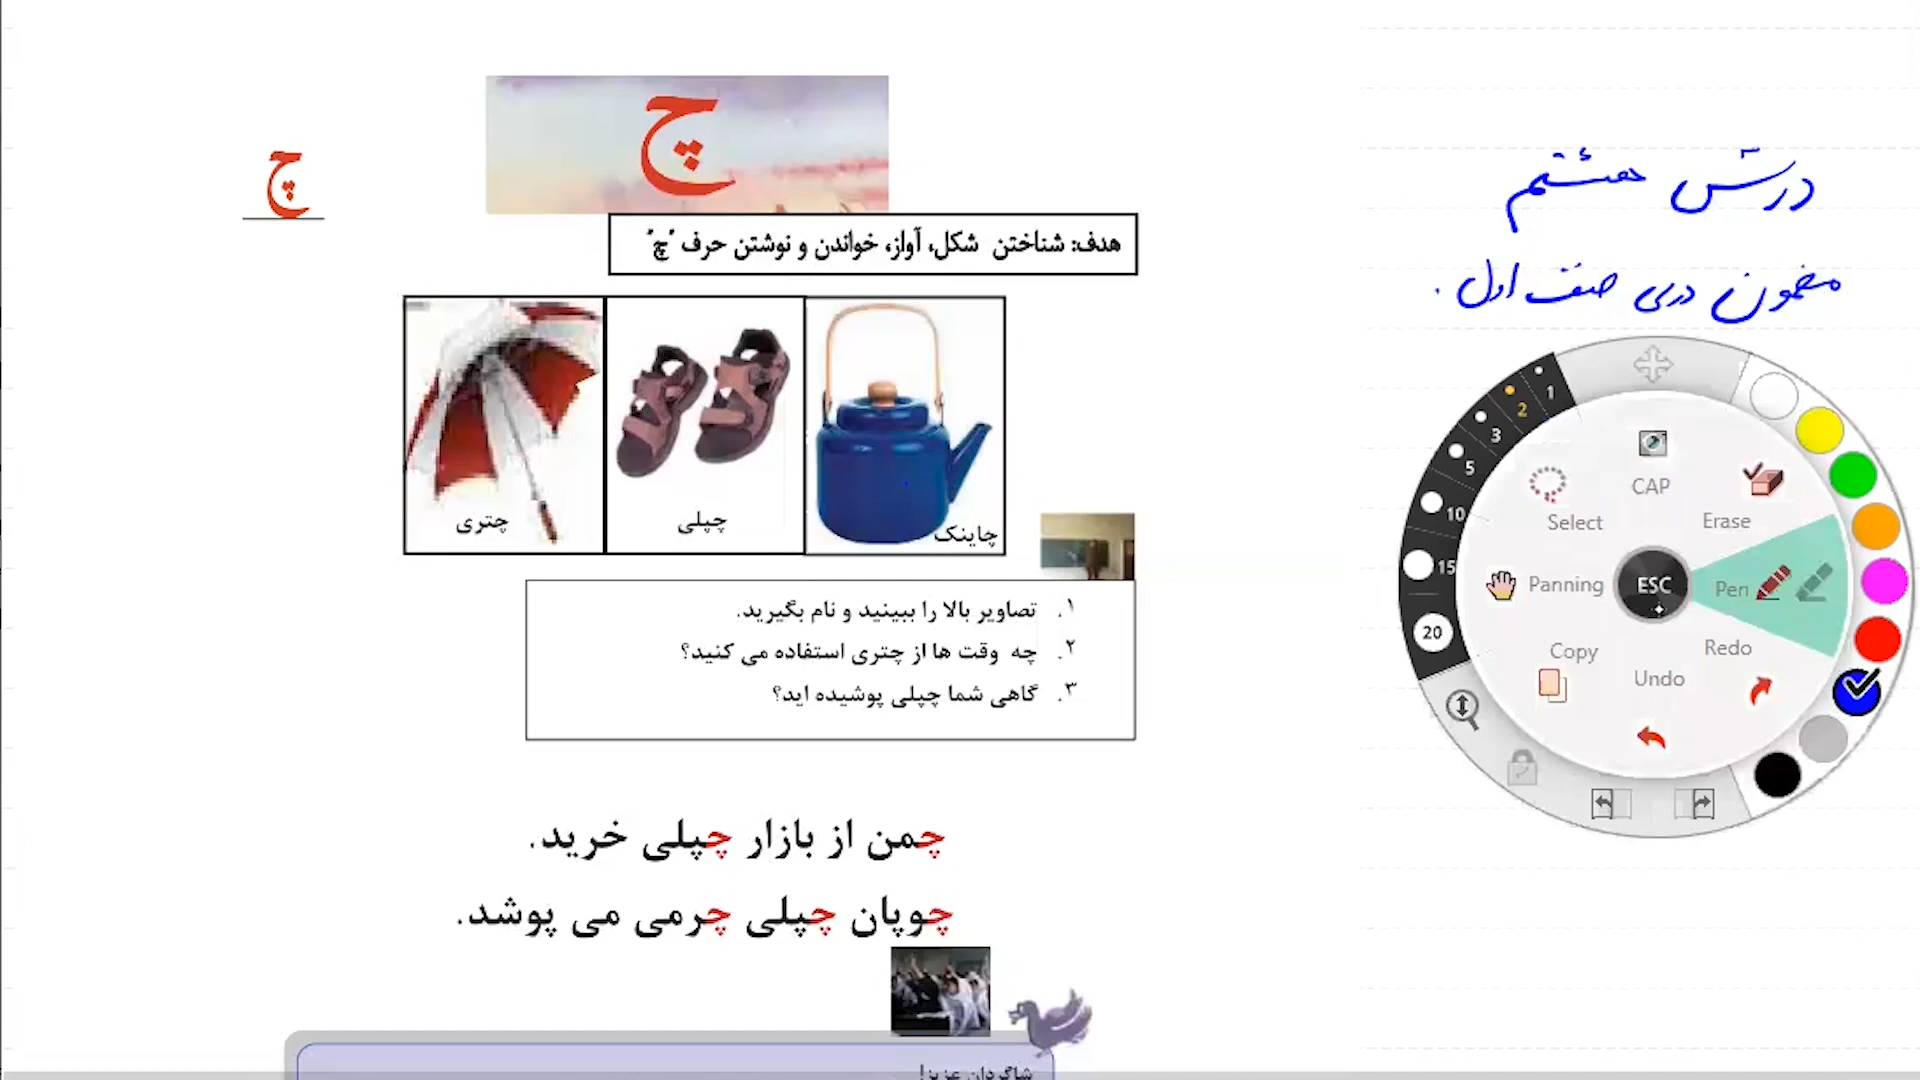 چ
چ
هدف: شناختن شکل، آواز، خواندن و نوشتن حرف "چ"
چاینک
چپلی
چتری
۱. تصاویر بالا را ببینید و نام بگیرید.
۲. چه وقت ها از چتری استفاده می کنید؟
۳. گاهی شما چپلی پوشیده اید؟
چمن از بازار چپلی خرید.
چوپان چپلی چرمی می پوشد.
شاگردان عزیز!
درس هشتم
مضمون دری صنف اول.
1
2
3
5
10
15
20
CAP
Select
Erase
Panning
ESC
Pen
Copy
Redo
Undo